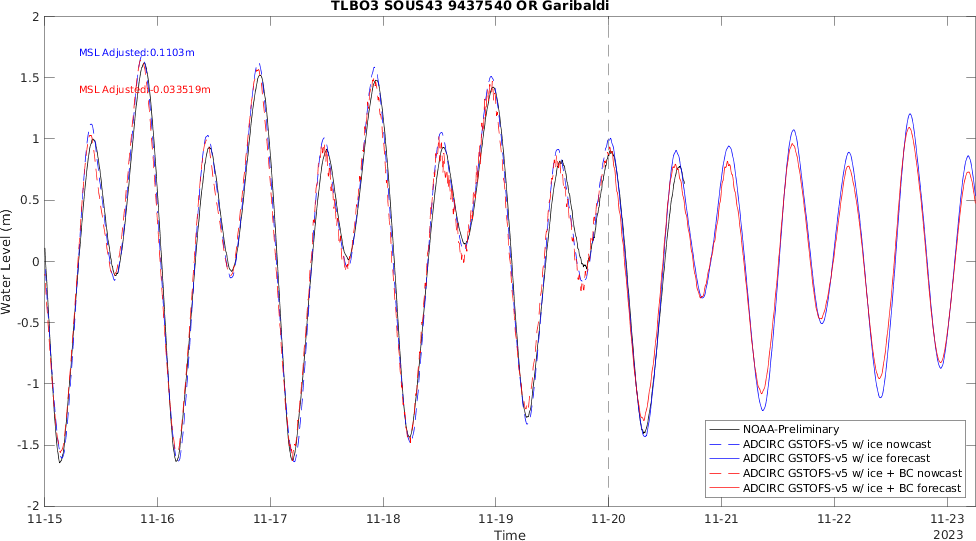 TLBO3 SOUS43 9437540 OR Garibaldi
MSL Adjusted:0.1103m
MSL Adjusted:-0.033519m
Water Level (m)
2
1.5
1
0.5
0
-0.5
-1
-1.5
-2
11-15 11-16 11-17 11-18 11-19 11-20 11-21 11-22 11-23
2023
Time
NOAA-Preliminary
ADCIRC GSTOFS-v5 w/ ice nowcast
ADCIRC GSTOFS-v5 w/ ice forecast
ADCIRC GSTOFS-v5 w/ ice + BC nowcast
ADCIRC GSTOFS-v5 w/ ice + BC forecast